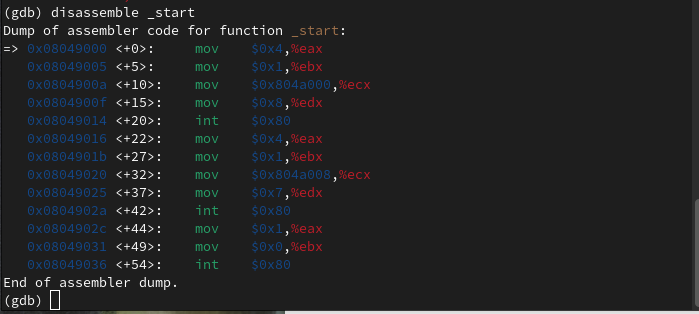 (gdb) disassemble _start
Dump of assembler code for function _start:
=> 0x08049000 <+0>:     mov    $0x4,%eax
   0x08049005 <+5>:     mov    $0x1,%ebx
   0x0804900a <+10>:    mov    $0x804a000,%ecx
   0x0804900f <+15>:    mov    $0x8,%edx
   0x08049014 <+20>:    int    $0x80
   0x08049016 <+22>:    mov    $0x4,%eax
   0x0804901b <+27>:    mov    $0x1,%ebx
   0x08049020 <+32>:    mov    $0x804a008,%ecx
   0x08049025 <+37>:    mov    $0x7,%edx
   0x0804902a <+42>:    int    $0x80
   0x0804902c <+44>:    mov    $0x1,%eax
   0x08049031 <+49>:    mov    $0x0,%ebx
   0x08049036 <+54>:    int    $0x80
End of assembler dump.
(gdb)